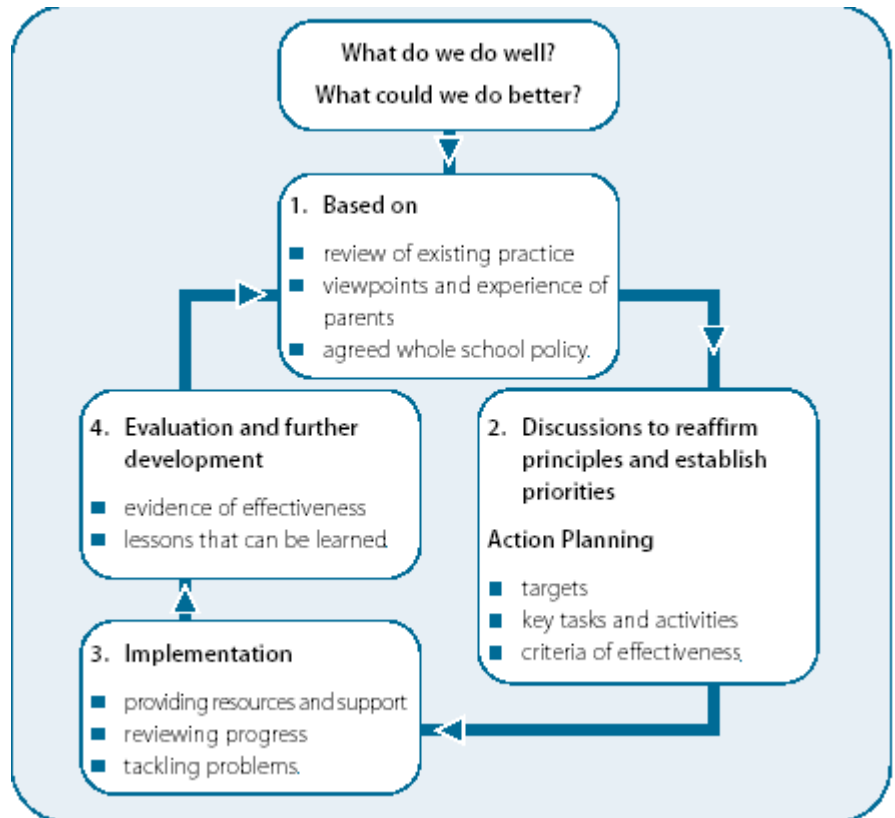 What do we do well?
What could we do better?
1. Based on
■ review of existing practice
■ viewpoints and experience of
parents
■ agreed whole school policy.
2. Discussions to reaffirm
principles and establish
priorities
Action Planning
■ targets
■ key tasks and activities
■ criteria of effectiveness.
3. Implementation
■ providing resources and support
■ reviewing progress
■ tackling problems.
4. Evaluation and further
development
■ evidence of effectiveness
■ lessons that can be learned.